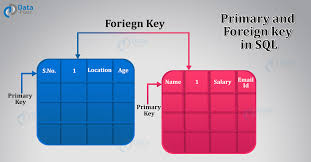 Data
Flair
Foriegn Key
Primary and
Foreign key
in SQL
S.No. 1 Location Age
Name 1 Salary Email
Id
Primary
Key
Primary
Key